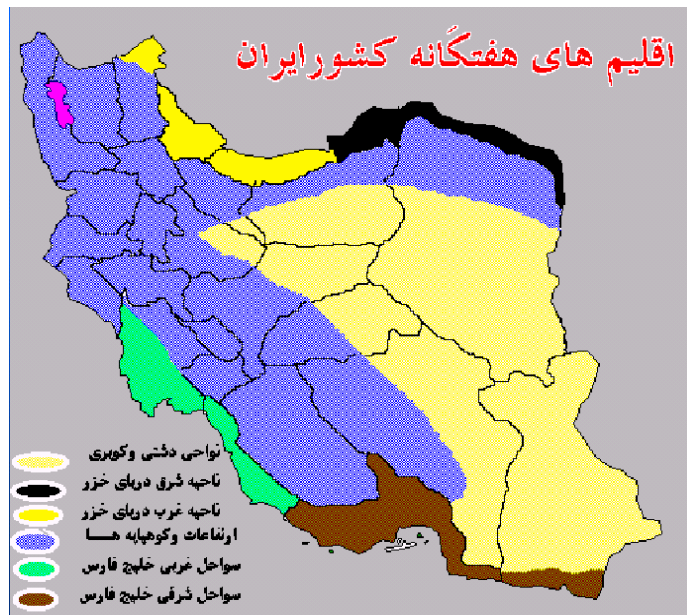 اقلیم های هفتگانه کشورایران
نواحی دشتی وکویری
ناحیه شرق دریای خزر
ناحیه غرب دریای خزر
ارتفاعات وکوهپایه هــا
سواحل غربی خلیج فارس
سواحل شرقی خلیج فارس